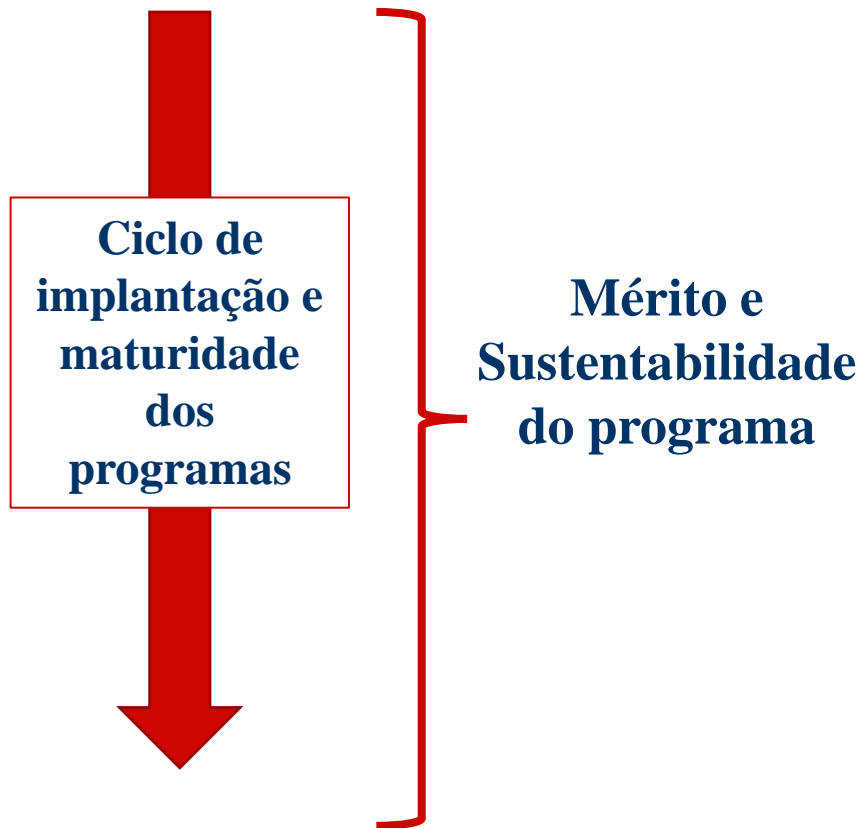 Ciclo de
implantação e
maturidade
dos
programas
Mérito e
Sustentabilidade
do programa